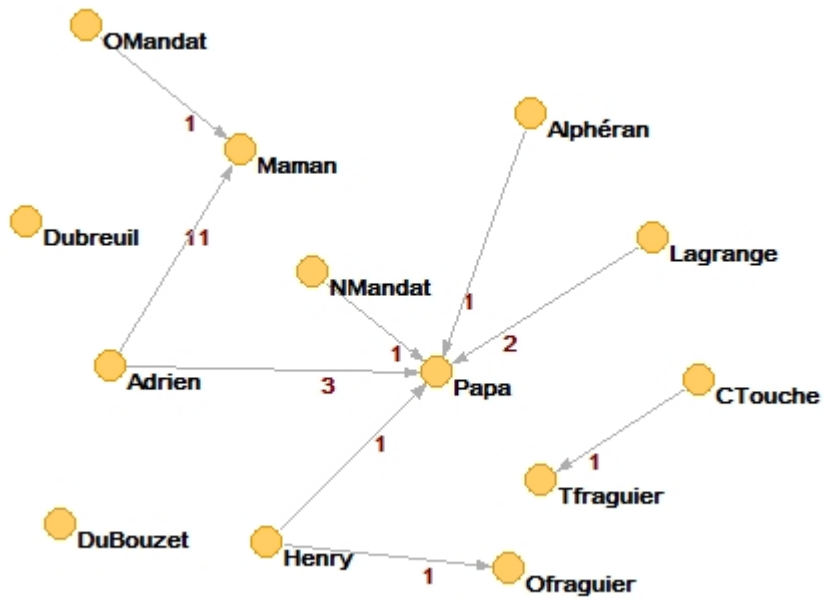 OMandat
1
Alphéran
Maman
Dubreuil
11
Lagrange
NMandat
1
1
2
Adrien
3
Papa
CTouche
1
1
Tfraguier
DuBouzet
Henry
1
Ofraguier